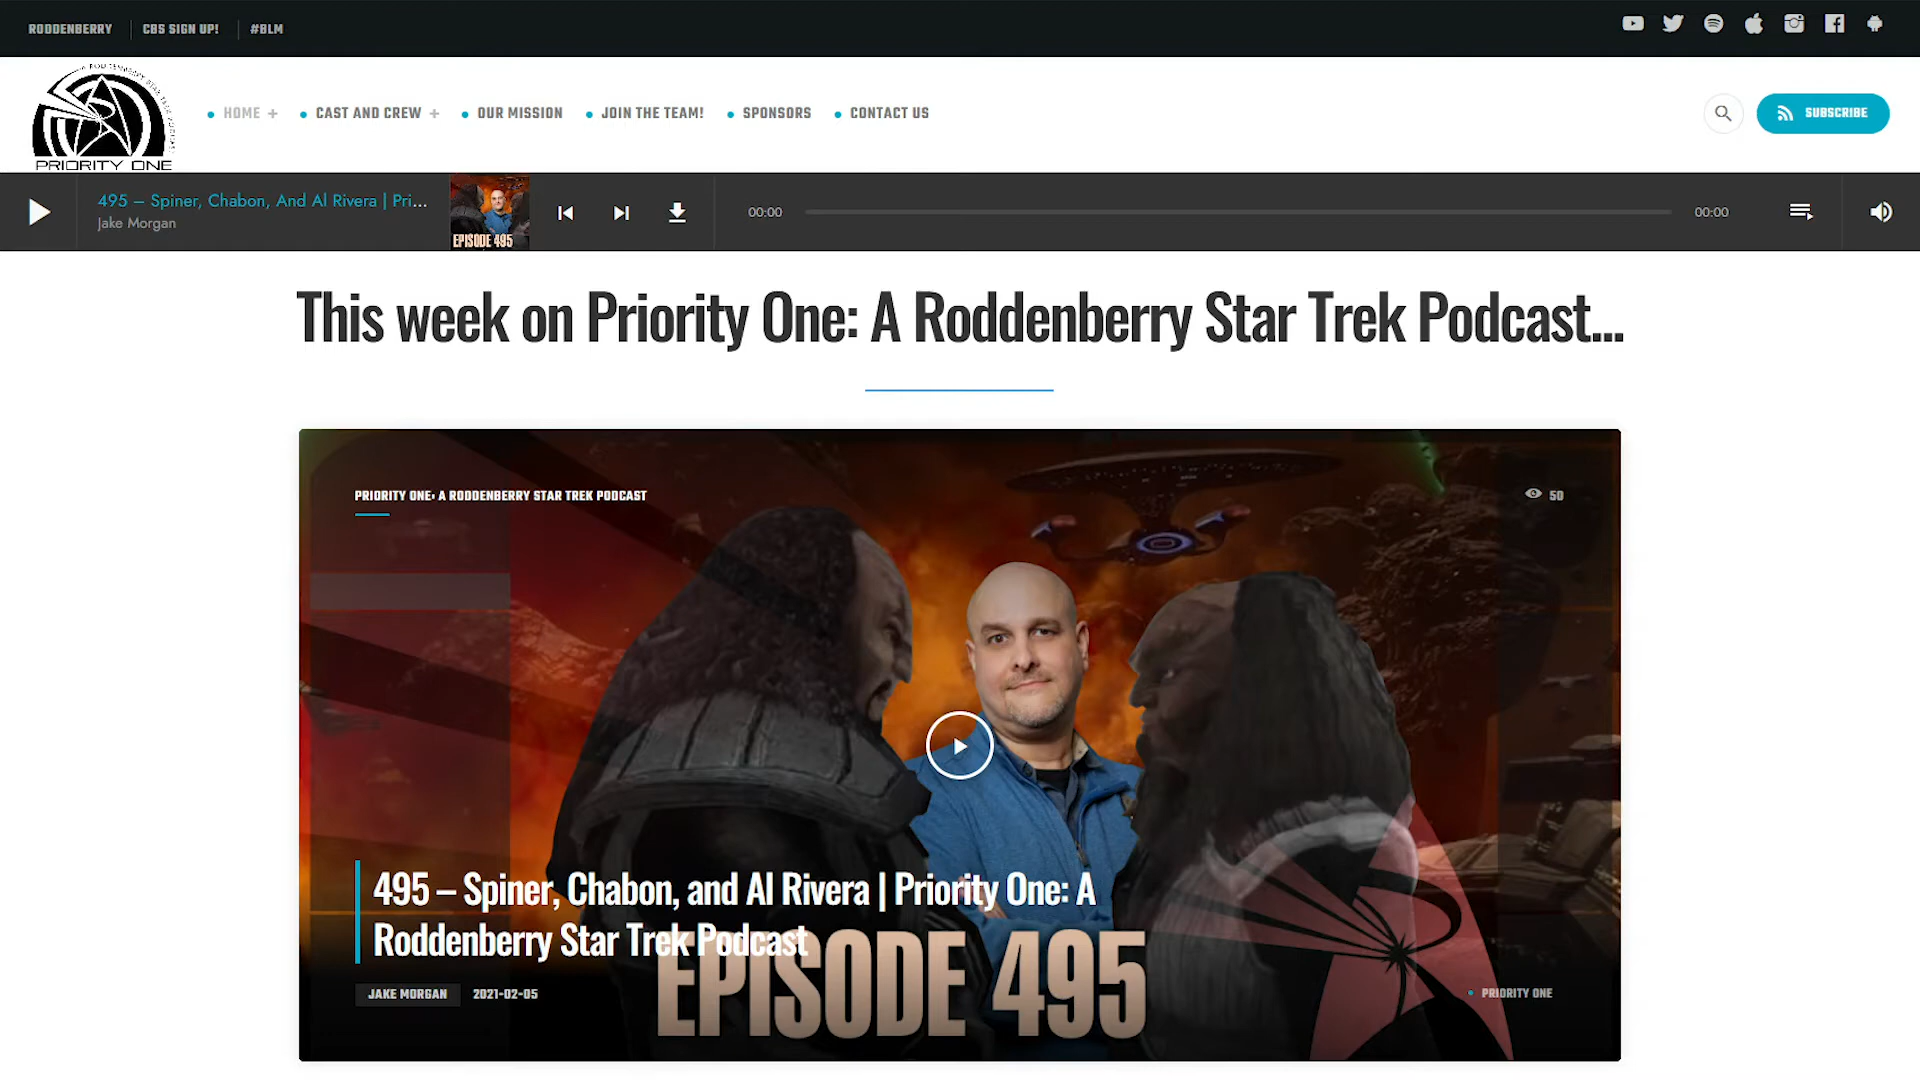 RODDENBERRY
CBS SIGN UP!
#BLM
PRIORITY ONE
HOME +
CAST AND CREW +
OUR MISSION
JOIN THE TEAM!
SPONSORS
CONTACT US
SUBSCRIBE
495 – Spiner, Chabon, And Al Rivera | Pri...
Jake Morgan
EPISODE 495
00:00
00:00
This week on Priority One: A Roddenberry Star Trek Podcast...
PRIORITY ONE: A RODDENBERRY STAR TREK PODCAST
50
495 – Spiner, Chabon, and Al Rivera | Priority One: A
Roddenberry Star Trek Podcast
EPISODE 495
JAKE MORGAN
2021-02-05
PRIORITY ONE